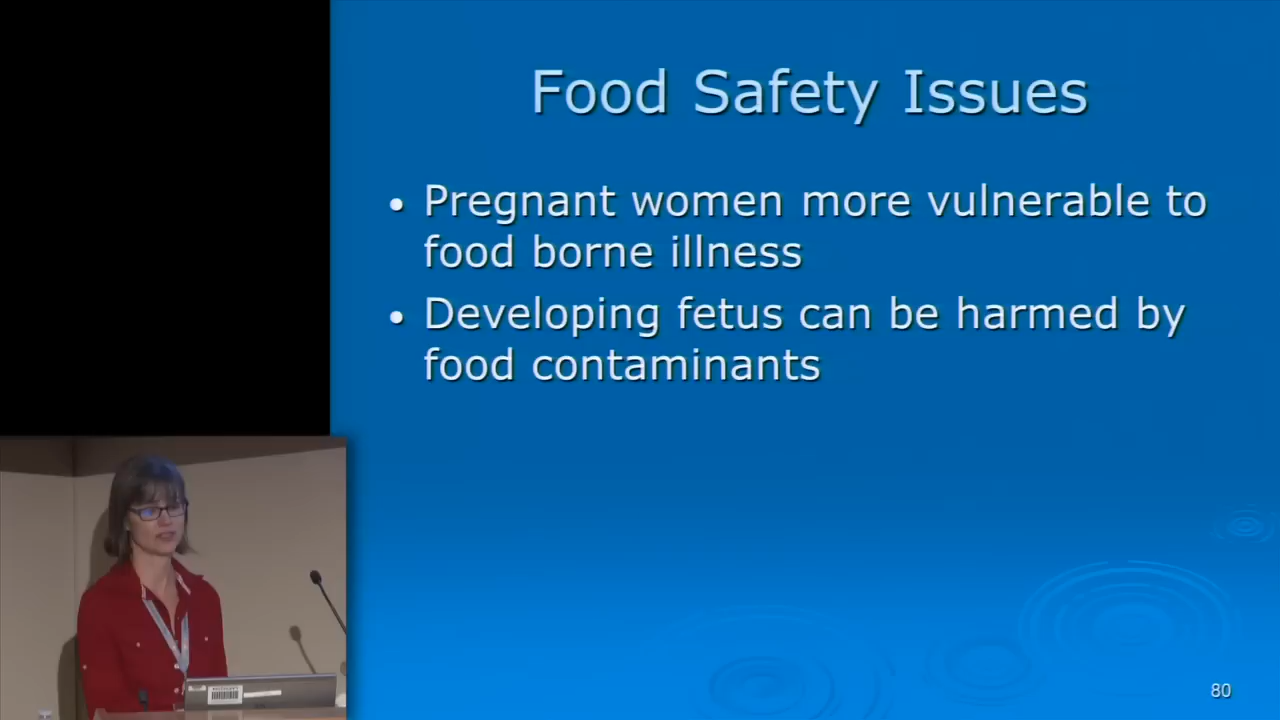 Food Safety Issues
• Pregnant women more vulnerable to
food borne illness
• Developing fetus can be harmed by
food contaminants
80